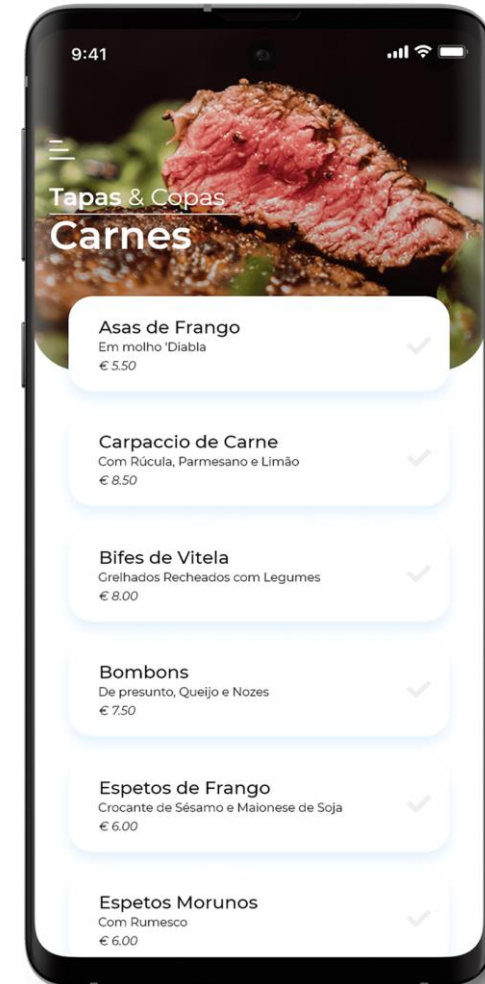 9:41
Tapas & Copas
Carnes
Asas de Frango
Em molho 'Diabla
€ 5.50
Carpaccio de Carne
Com Rúcula, Parmesano e Limão
€ 8.50
Bifes de Vitela
Grelhados Recheados com Legumes
€ 8.00
Bombons
De presunto, Queijo e Nozes
€ 7.50
Espetos de Frango
Crocante de Sésamo e Maionese de Soja
€ 6.00
Espetos Morunos
Com Rumesco
€ 6.00